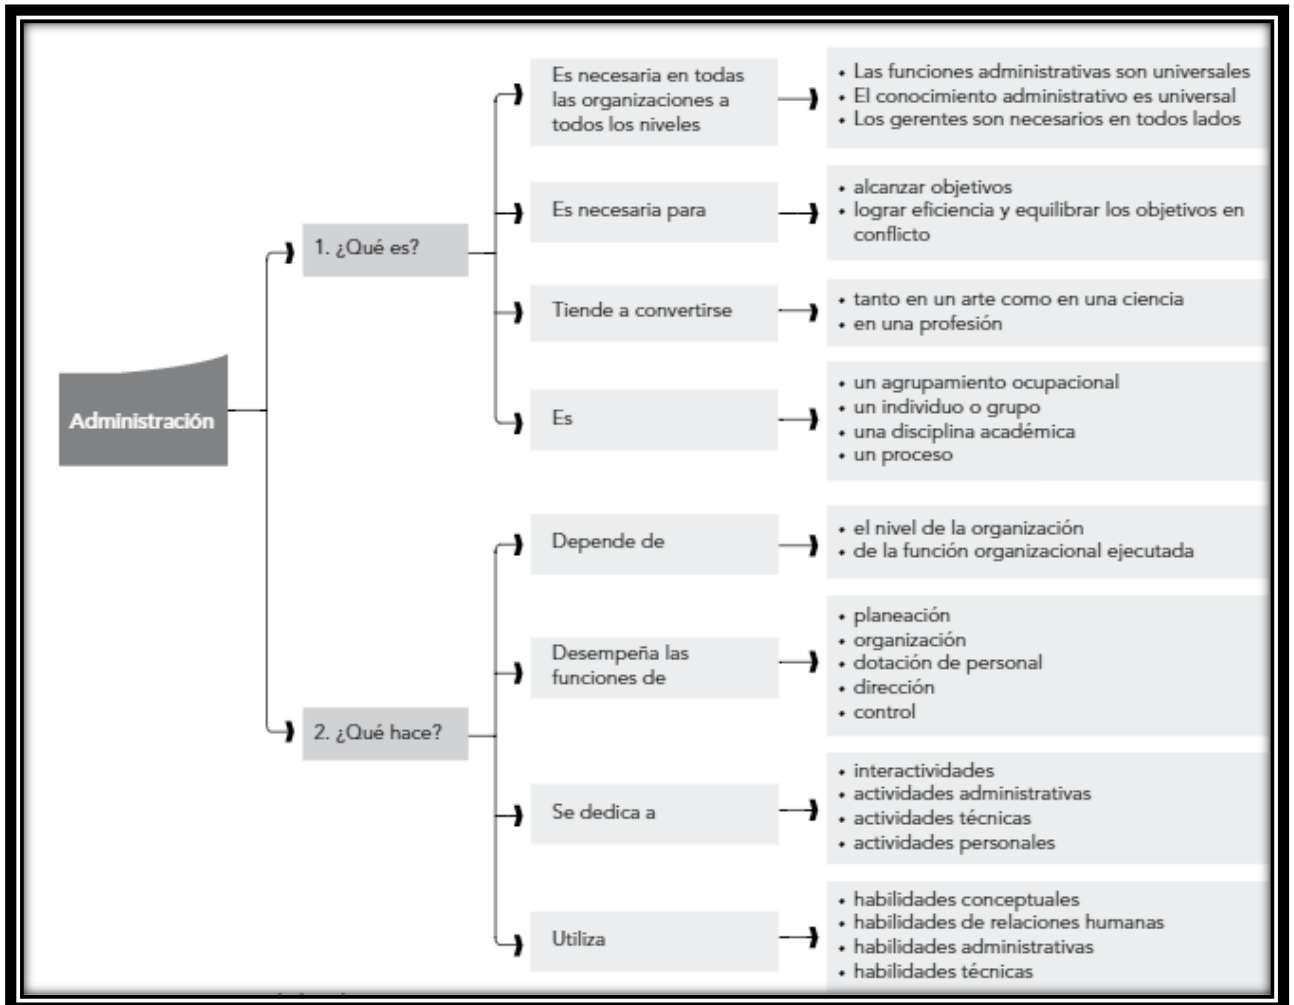 Administración
1. ¿Qué es?
Es necesaria en todas
las organizaciones a
todos los niveles
• Las funciones administrativas son universales
• El conocimiento administrativo es universal
• Los gerentes son necesarios en todos lados
Es necesaria para
• alcanzar objetivos
• lograr eficiencia y equilibrar los objetivos en
conflicto
Tiende a convertirse
• tanto en un arte como en una ciencia
• en una profesión
Es
• un agrupamiento ocupacional
• un individuo o grupo
• una disciplina académica
• un proceso
2. ¿Qué hace?
Depende de
• el nivel de la organización
• de la función organizacional ejecutada
Desempeña las
funciones de
• planeación
• organización
• dotación de personal
• dirección
• control
Se dedica a
• interactividades
• actividades administrativas
• actividades técnicas
• actividades personales
Utiliza
• habilidades conceptuales
• habilidades de relaciones humanas
• habilidades administrativas
• habilidades técnicas